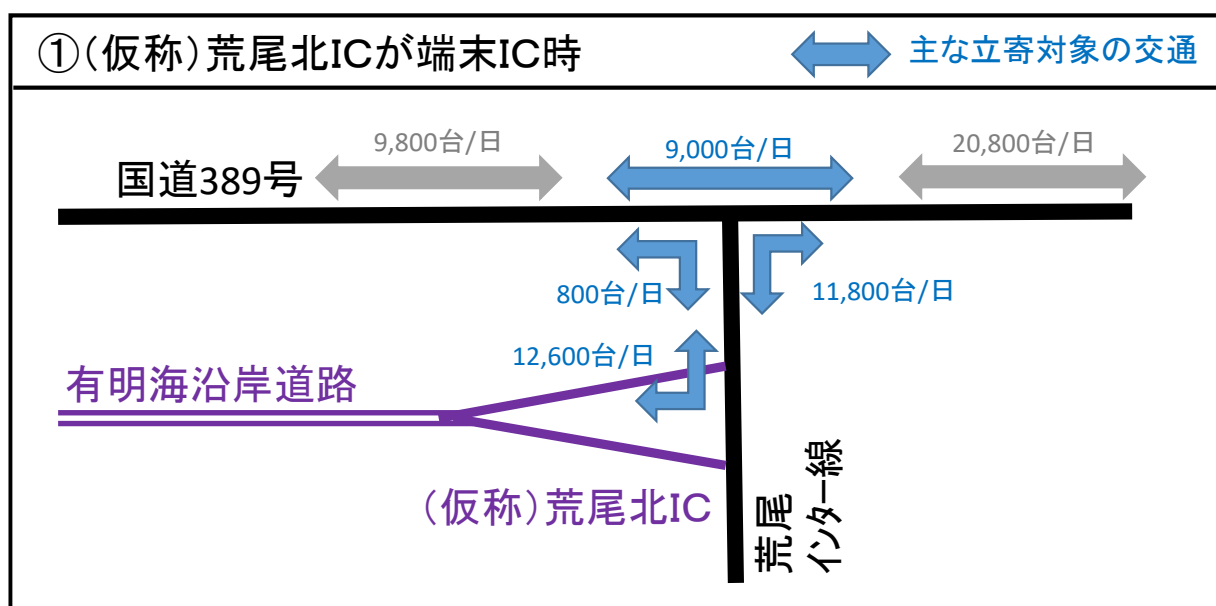 ①(仮称)荒尾北ICが端末IC時
主な立寄対象の交通
9,800台/日
9,000台/日
20,800台/日
国道389号
800台/日
11,800台/日
12,600台/日
有明海沿岸道路
(仮称)荒尾北IC
荒尾
インター線